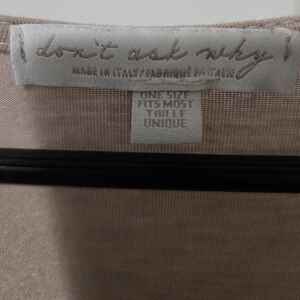 don't ask why
MADE IN ITALY/FABRIQUÉ EN ITALIE
ONE SIZE
FITS MOST
TAILLE
UNIQUE